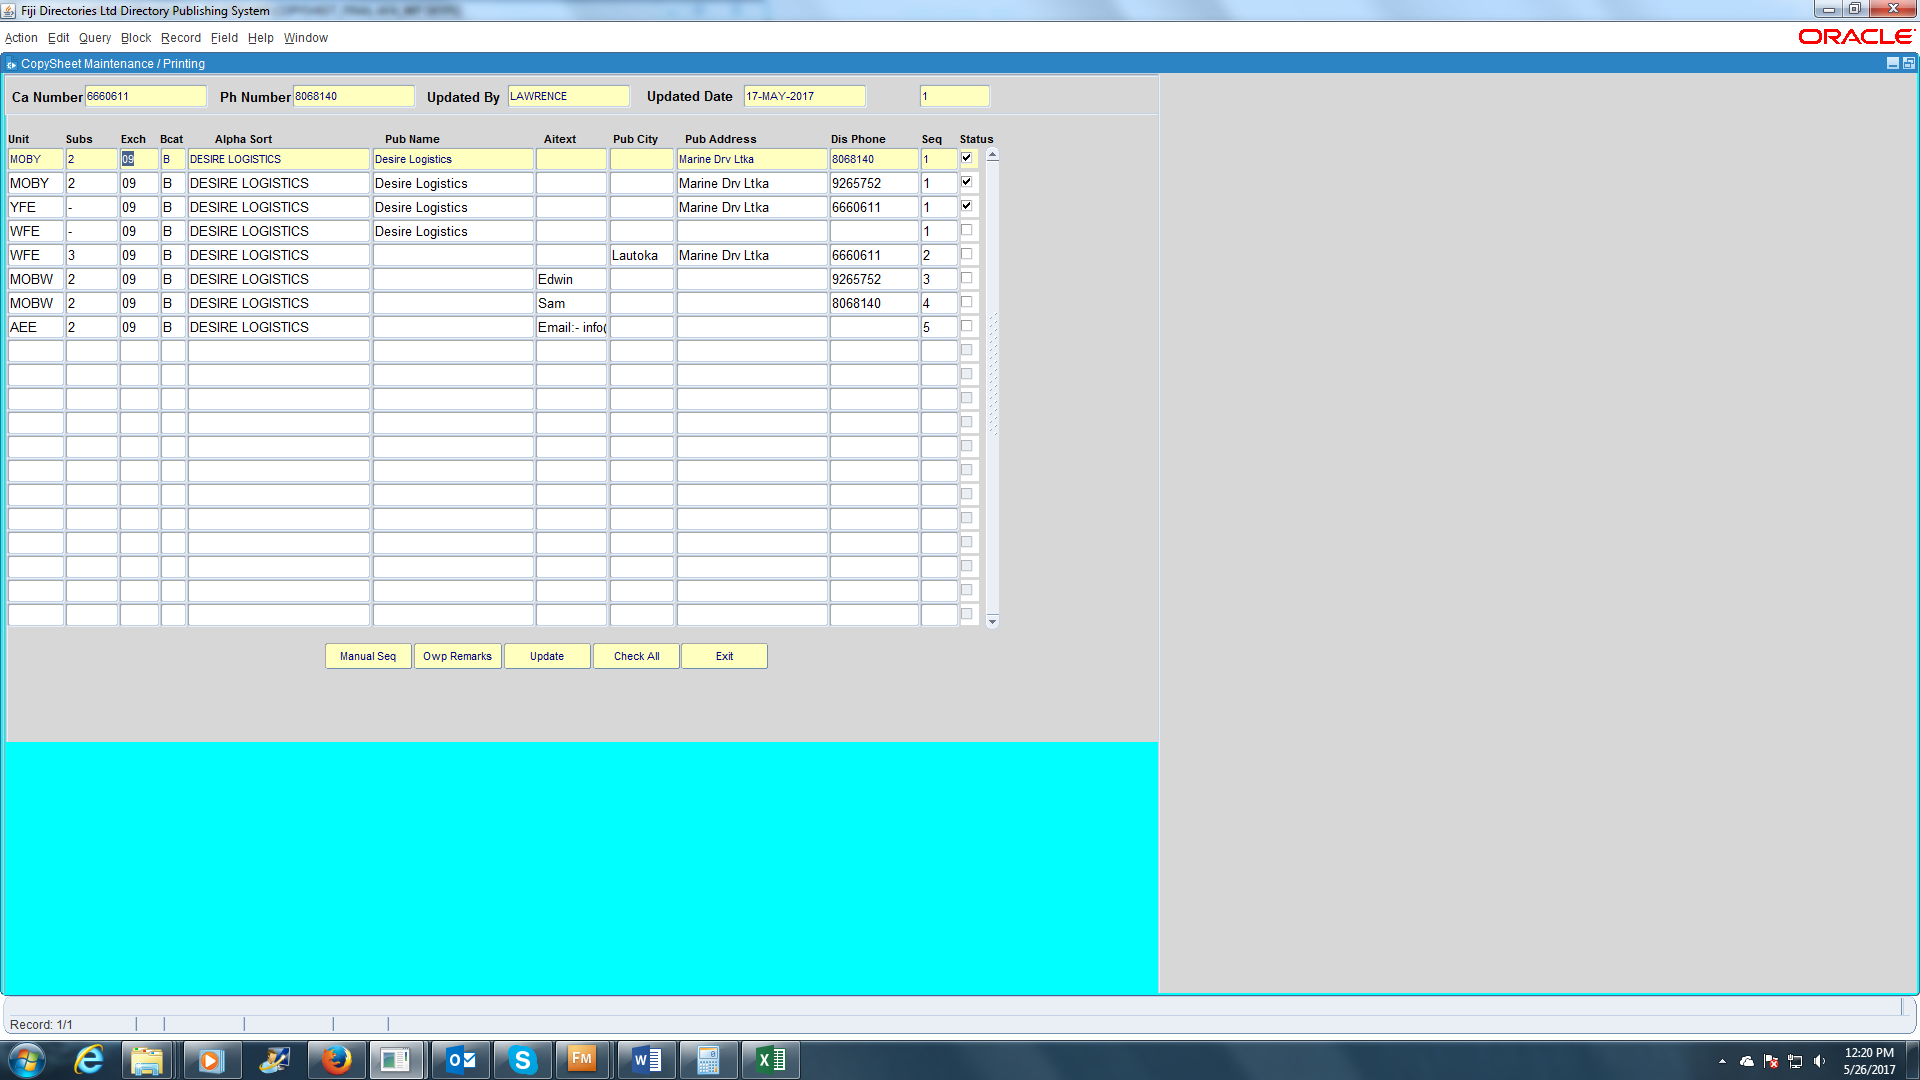 Fiji Directories Ltd Directory Publishing System
Action Edit Query Block Record Field Help Window
ORACLE
CopySheet Maintenance / Printing
Ca Number 6660611 Ph Number 8068140 Updated By LAWRENCE Updated Date 17-MAY-2017 1
Unit Subs Exch Bcat Alpha Sort Pub Name Aitext Pub City Pub Address Dis Phone Seq Status
MOBY 2 09 B DESIRE LOGISTICS Desire Logistics Marine Drv Ltka 8068140 1
MOBY 2 09 B DESIRE LOGISTICS Desire Logistics Marine Drv Ltka 9265752 1
YFE - 09 B DESIRE LOGISTICS Desire Logistics Marine Drv Ltka 6660611 1
WFE - 09 B DESIRE LOGISTICS Desire Logistics 1
WFE 3 09 B DESIRE LOGISTICS Lautoka Marine Drv Ltka 6660611 2
MOBW 2 09 B DESIRE LOGISTICS Edwin 9265752 3
MOBW 2 09 B DESIRE LOGISTICS Sam 8068140 4
AEE 2 09 B DESIRE LOGISTICS Email:- info( 5
Manual Seq Owp Remarks Update Check All Exit
Record: 1/1
FM
12:20 PM
5/26/2017